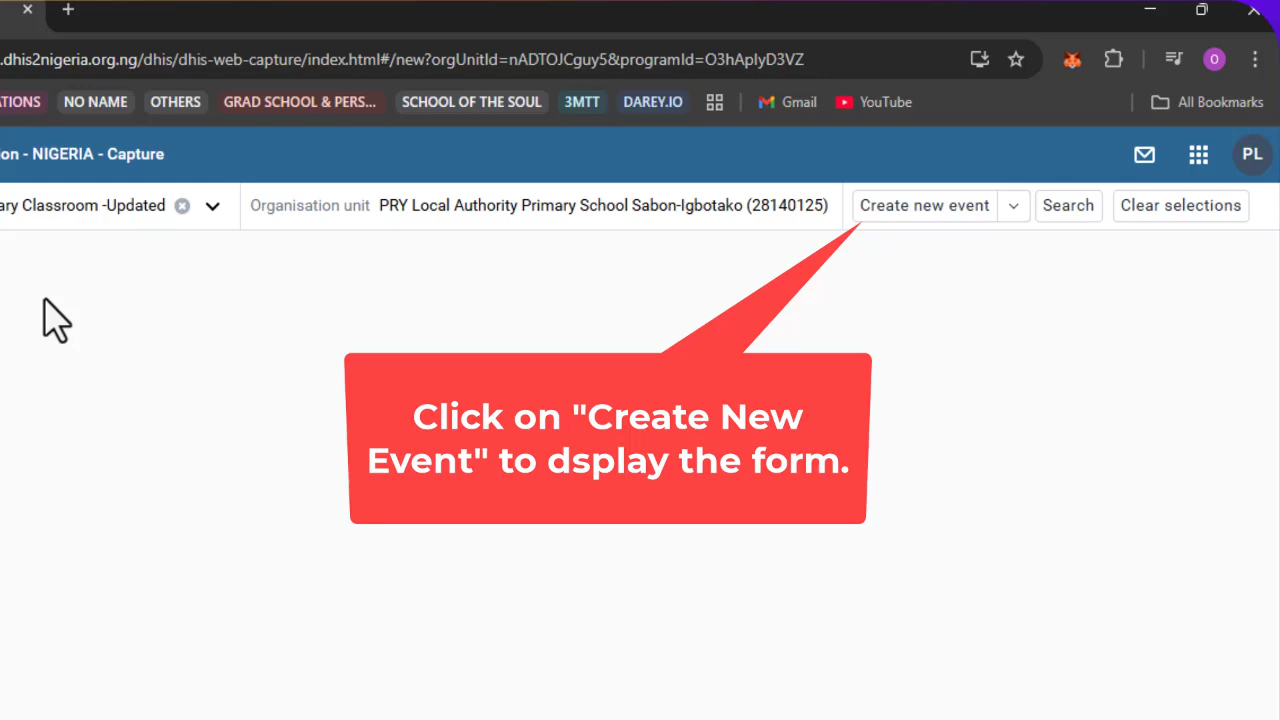 .dhis2nigeria.org.ng/dhis/dhis-web-capture/index.html#/new?orgUnitId=nADTOJCguy5&programId=O3hAplyD3VZ
O
ATIONS NO NAME OTHERS GRAD SCHOOL & PERS... SCHOOL OF THE SOUL 3MTT DAREY.IO Gmail YouTube All Bookmarks
on - NIGERIA - Capture PL
ary Classroom -Updated Organisation unit PRY Local Authority Primary School Sabon-Igbotako (28140125) Create new event Search Clear selections
Click on "Create New
Event" to dsplay the form.